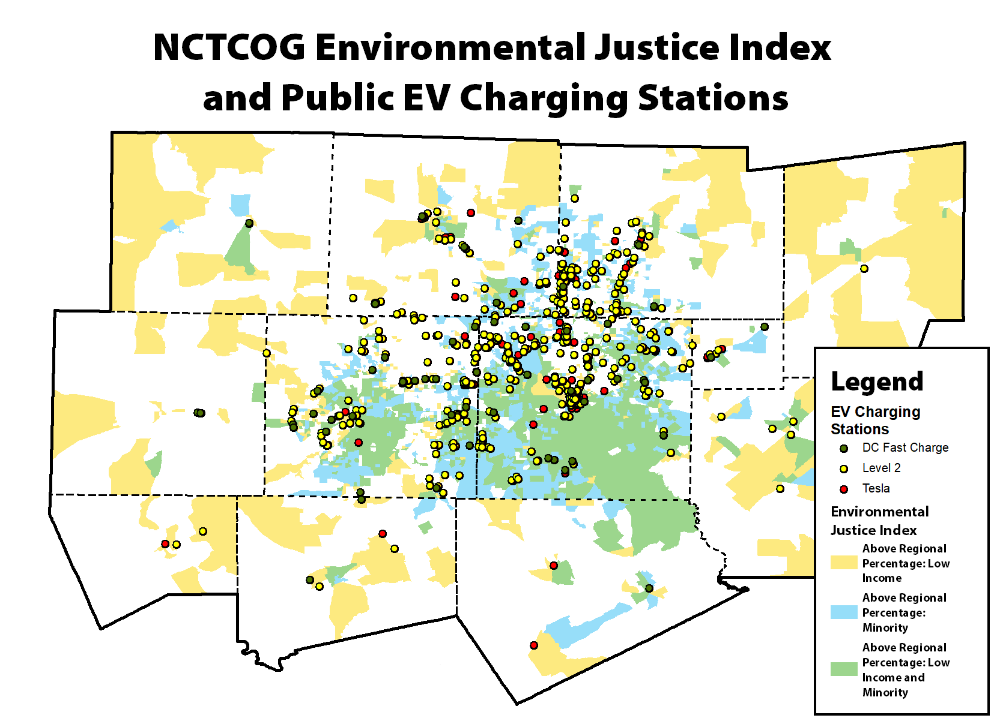 NCTCOG Environmental Justice Index
and Public EV Charging Stations
Legend
EV Charging
Stations
DC Fast Charge
Level 2
Tesla
Environmental
Justice Index
Above Regional
Percentage: Low
Income
Above Regional
Percentage:
Minority
Above Regional
Percentage: Low
Income and
Minority